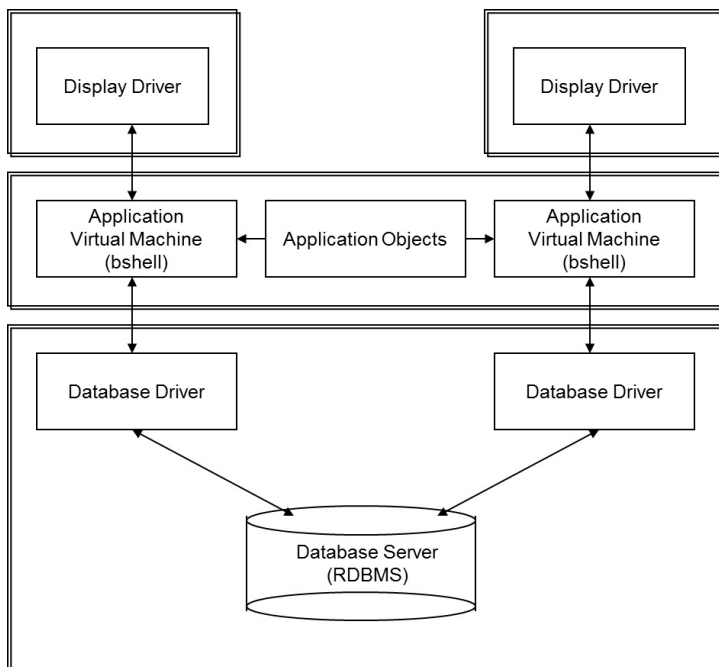 Display Driver
Display Driver
Application
Virtual Machine
(bshell)
Application Objects
Application
Virtual Machine
(bshell)
Database Driver
Database Driver
Database Server
(RDBMS)